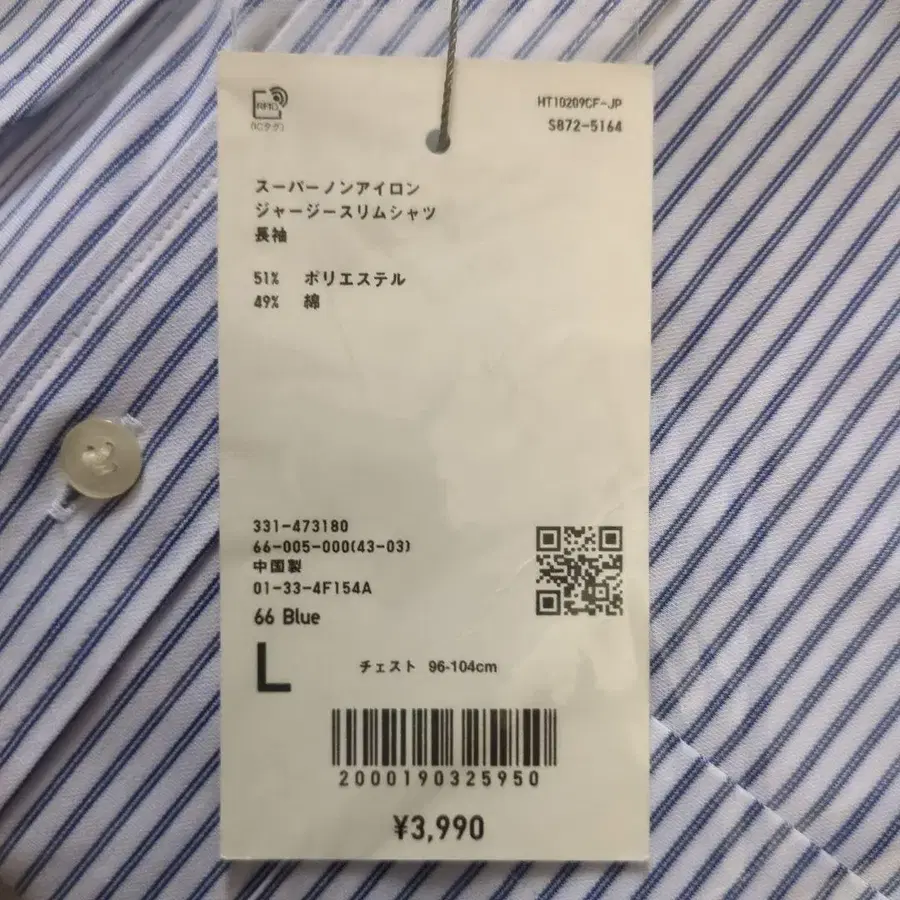 RFID
(ICタグ)
HT10209CF-JP
S872-5164
スーパーノンアイロン
ジャージースリムシャツ
長袖
51% ポリエステル
49% 綿
331-473180
66-005-000(43-03)
中国製
01-33-4F154A
66 Blue
L チェスト 96-104cm
2000190325950
¥3,990